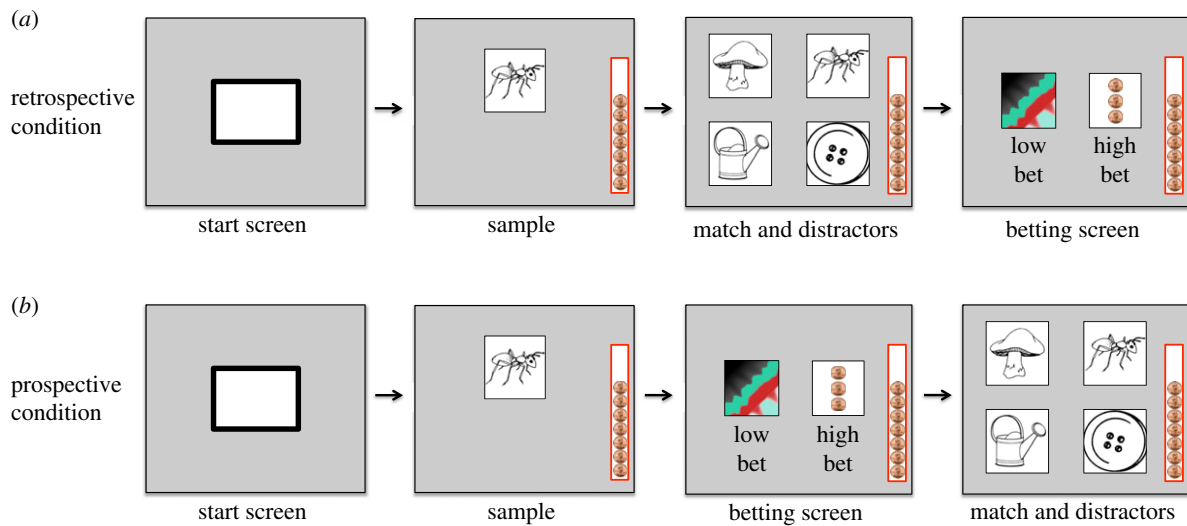 (a)
retrospective
condition
low
bet
high
bet
start screen
sample
match and distractors
betting screen
(b)
prospective
condition
low
bet
high
bet
start screen
sample
betting screen
match and distractors